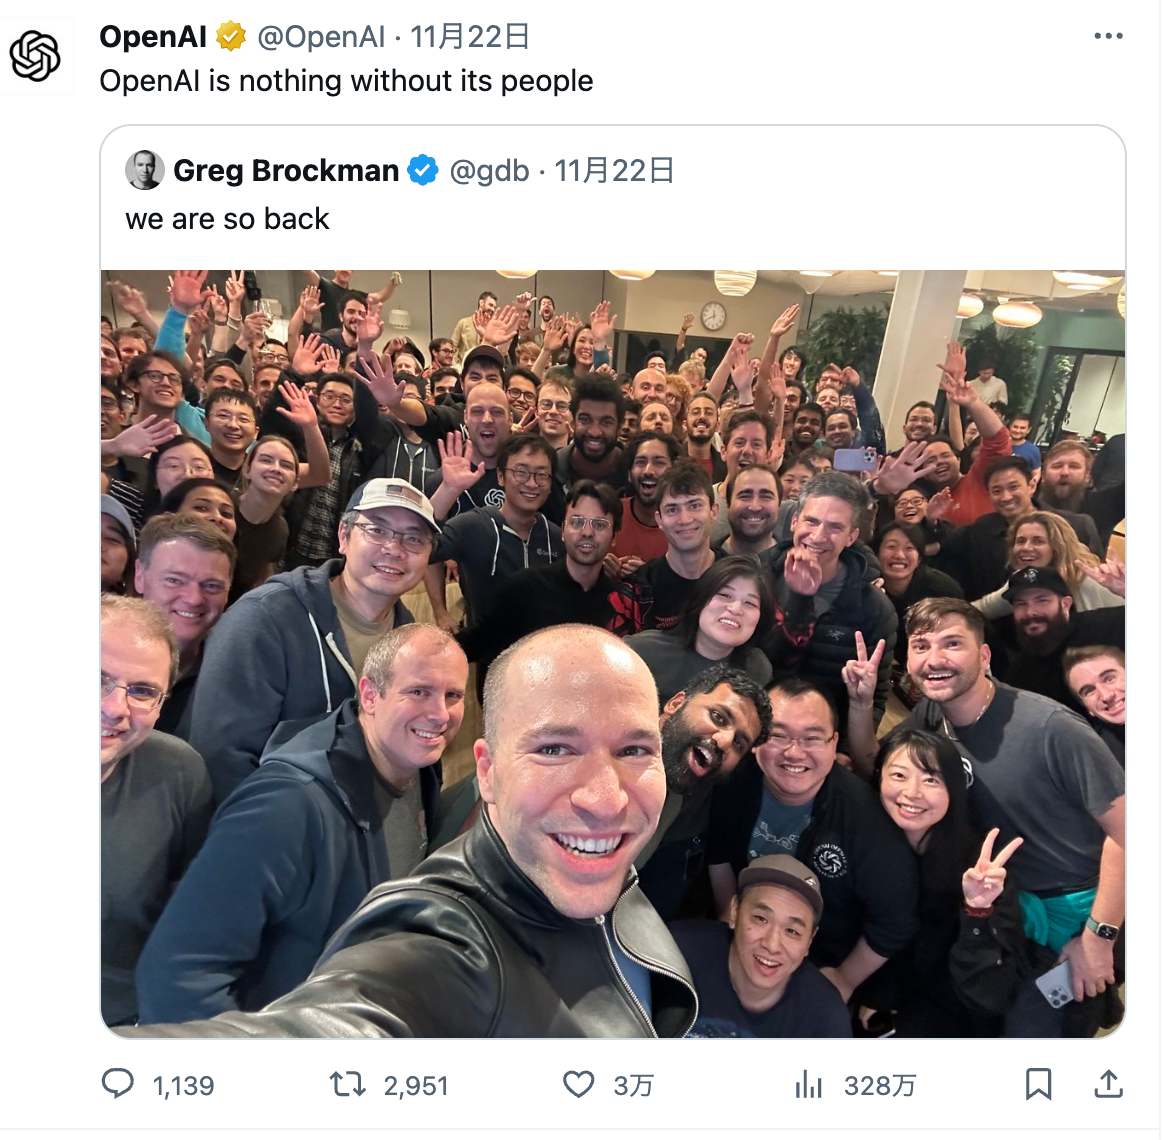 OpenAI @OpenAI · 11月22日
OpenAI is nothing without its people
Greg Brockman @gdb · 11月22日
we are so back
1,139 2,951 3万 328万